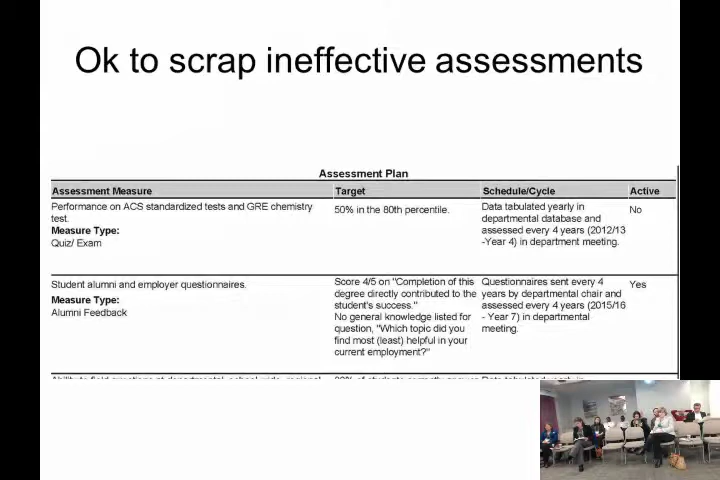 Ok to scrap ineffective assessments
Assessment Plan
Assessment Measure Target Schedule/Cycle Active
Performance on ACS standardized tests and GRE chemistry
test.
Measure Type:
Quiz/ Exam
50% in the 80th percentile.
Data tabulated yearly in
departmental database and
assessed every 4 years (2012/13
-Year 4) in department meeting.
No
Student alumni and employer questionnaires.
Measure Type:
Alumni Feedback
Score 4/5 on "Completion of this
degree directly contributed to the
student's success."
No general knowledge listed for
question, "Which topic did you
find most (least) helpful in your
current employment?"
Questionnaires sent every 4
years by departmental chair and
assessed every 4 years (2015/16
- Year 7) in departmental
meeting.
Yes